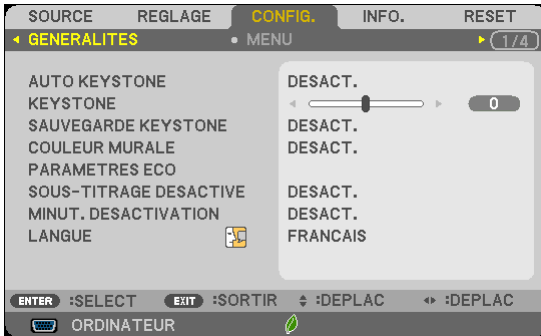 SOURCE REGLAGE CONFIG. INFO. RESET
GENERALITES • MENU 1/4
AUTO KEYSTONE DESACT.
KEYSTONE 0
SAUVEGARDE KEYSTONE DESACT.
COULEUR MURALE DESACT.
PARAMETRES ECO
SOUS-TITRAGE DESACTIVE DESACT.
MINUT. DESACTIVATION DESACT.
LANGUE FRANCAIS
ENTER :SELECT EXIT :SORTIR :DEPLAC :DEPLAC
ORDINATEUR